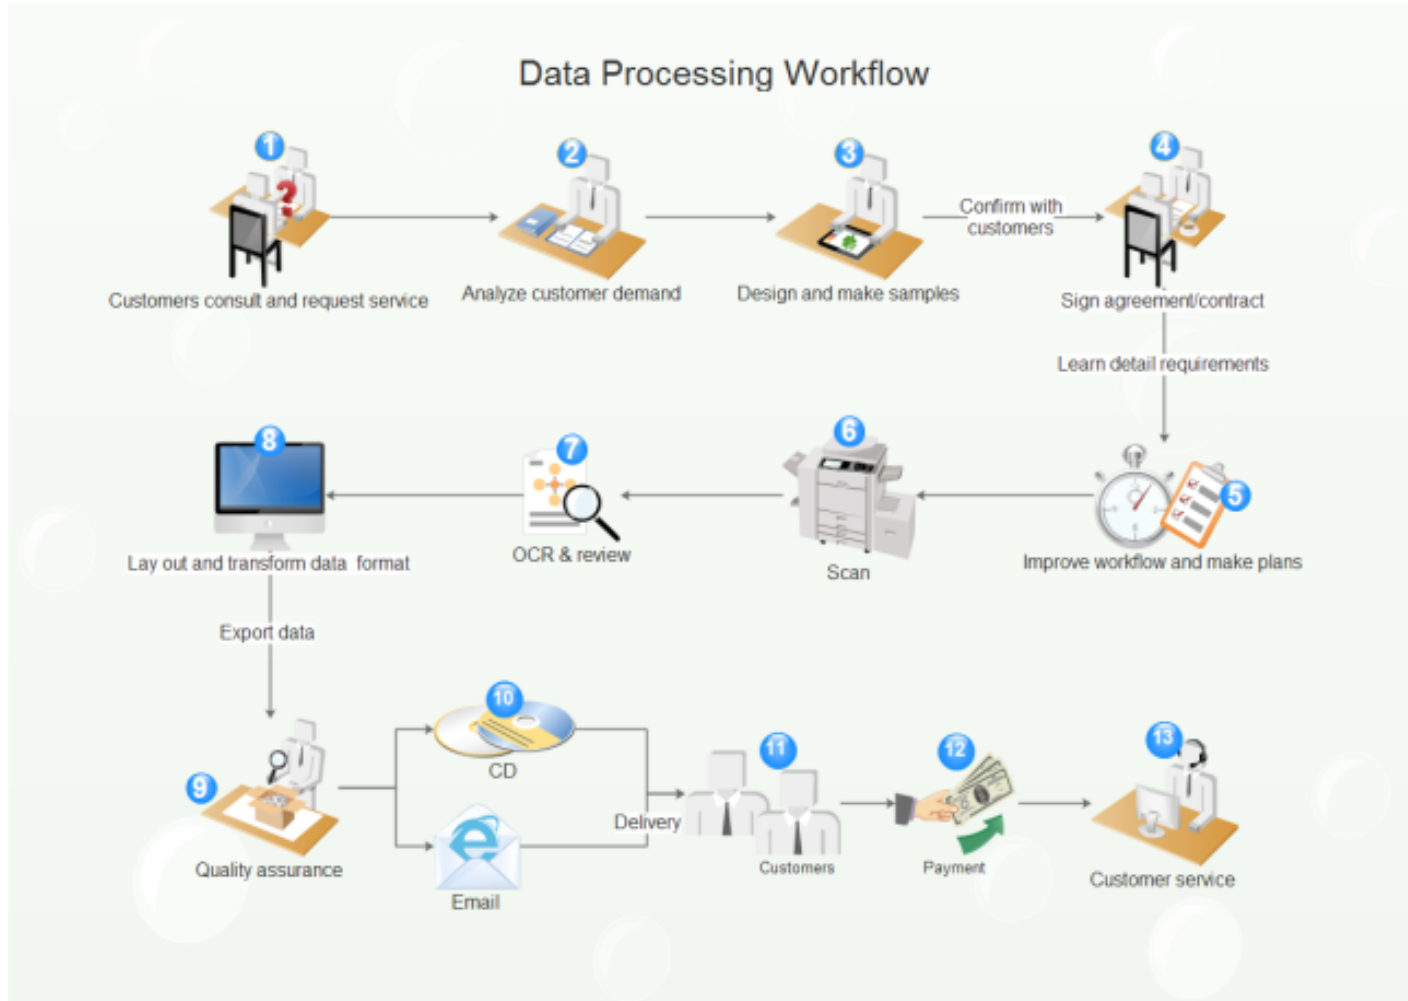 Data Processing Workflow
1
2
3
4
Confirm with
customers
Customers consult and request service
Analyze customer demand
Design and make samples
Sign agreement/contract
Learn detail requirements
8
7
6
5
Lay out and transform data format
OCR & review
Scan
Improve workflow and make plans
Export data
9
Quality assurance
10
CD
Email
Delivery
11
Customers
12
Payment
13
Customer service